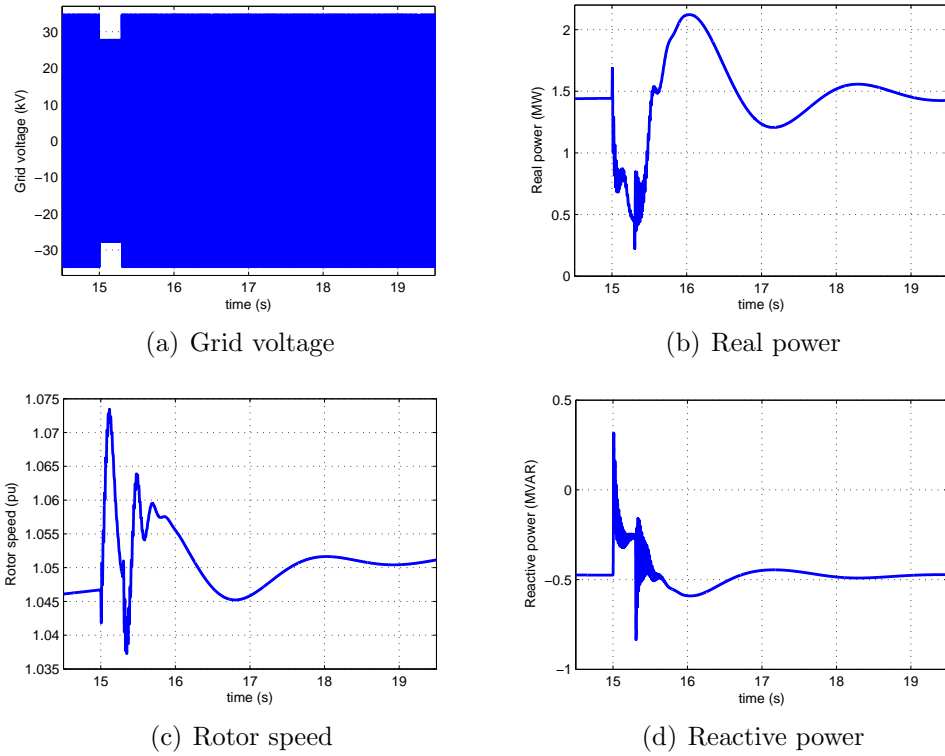 30
20
10
0
−10
−20
−30
Grid voltage (kV)
15 16 17 18 19
time (s)
(a) Grid voltage
2
1.5
1
0.5
0
Real power (MW)
15 16 17 18 19
time (s)
(b) Real power
1.075
1.07
1.065
1.06
1.055
1.05
1.045
1.04
1.035
Rotor speed (pu)
15 16 17 18 19
time (s)
(c) Rotor speed
0.5
0
−0.5
−1
Reactive power (MVAR)
15 16 17 18 19
time (s)
(d) Reactive power